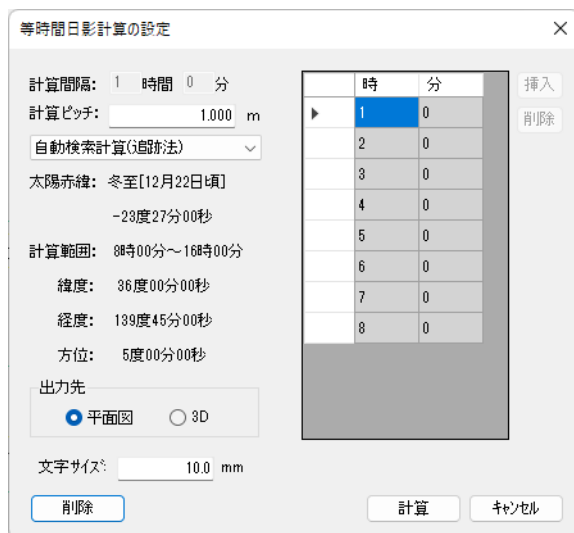 等時間日影計算の設定
計算間隔: 1 時間 0 分
計算ピッチ: 1.000 m
自動検索計算(追跡法)
太陽赤緯: 冬至[12月22日頃]
-23度27分00秒
計算範囲: 8時00分～16時00分
緯度: 36度00分00秒
経度: 139度45分00秒
方位: 5度00分00秒
出力先
平面図 3D
文字サイズ: 10.0 mm
削除
時 分
1 0
2 0
3 0
4 0
5 0
6 0
7 0
8 0
挿入
削除
計算 キャンセル